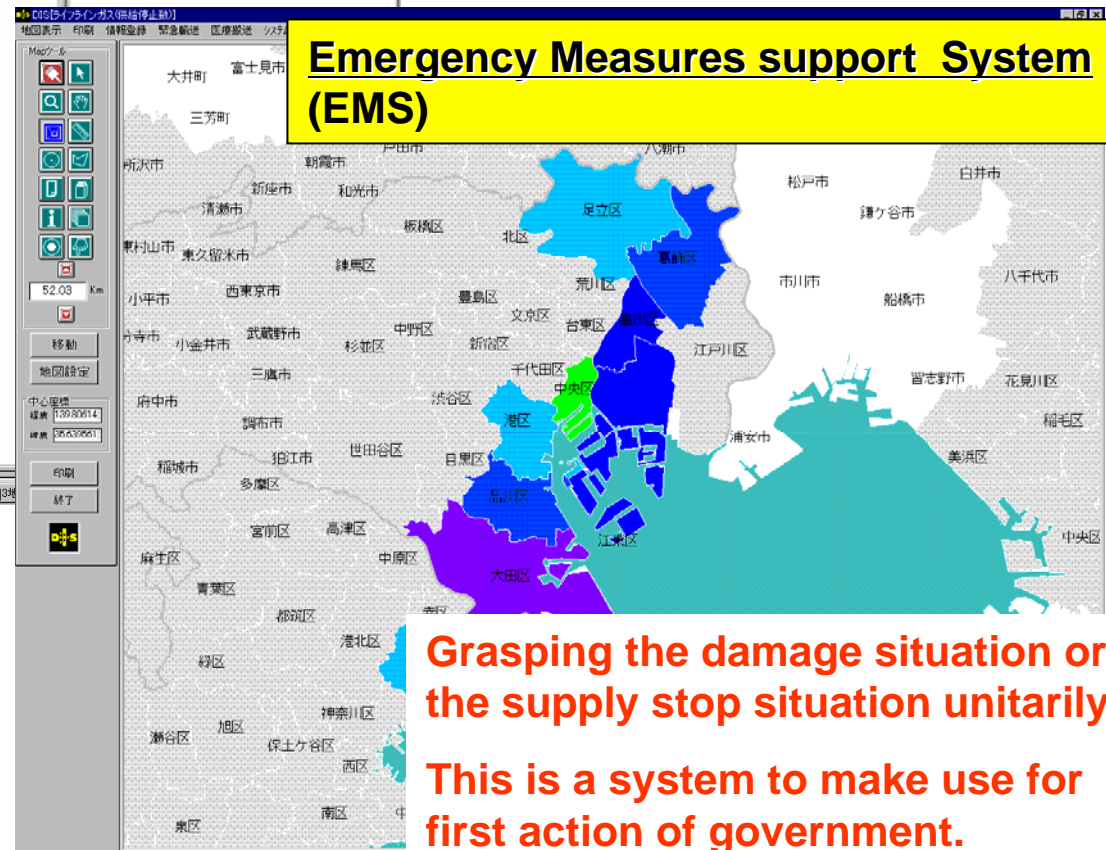 DIS[ライフラインガス(供給停止数)]
地図表示 印刷 情報登録 緊急輸送 医療搬送
Emergency Measures support System
(EMS)
Mapツール
52.03 Km
移動
地図設定
中心座標
経度 139.80614
緯度 35.639561
印刷
終了
DIS
大井町
富士見市
三芳町
戸田市
八潮市
所沢市
朝霞市
新座市
和光市
松戸市
白井市
清瀬市
足立区
鎌ケ谷市
板橋区
北区
東村山市
東久留米市
練馬区
葛飾区
荒川区
市川市
八千代市
小平市
西東京市
豊島区
文京区
台東区
墨田区
船橋市
武蔵野市
中野区
新宿区
江戸川区
小金井市
杉並区
千代田区
三鷹市
中央区
習志野市
花見川区
府中市
渋谷区
港区
調布市
浦安市
稲毛区
世田谷区
目黒区
美浜区
狛江市
稲城市
多摩区
品川区
宮前区
高津区
江東区
中央区
中原区
麻生区
大田区
青葉区
幸区
都筑区
港北区
緑区
神奈川区
旭区
瀬谷区
保土ケ谷区
西区
南区
泉区
Grasping the damage situation or
the supply stop situation unitarily
This is a system to make use for
first action of government.